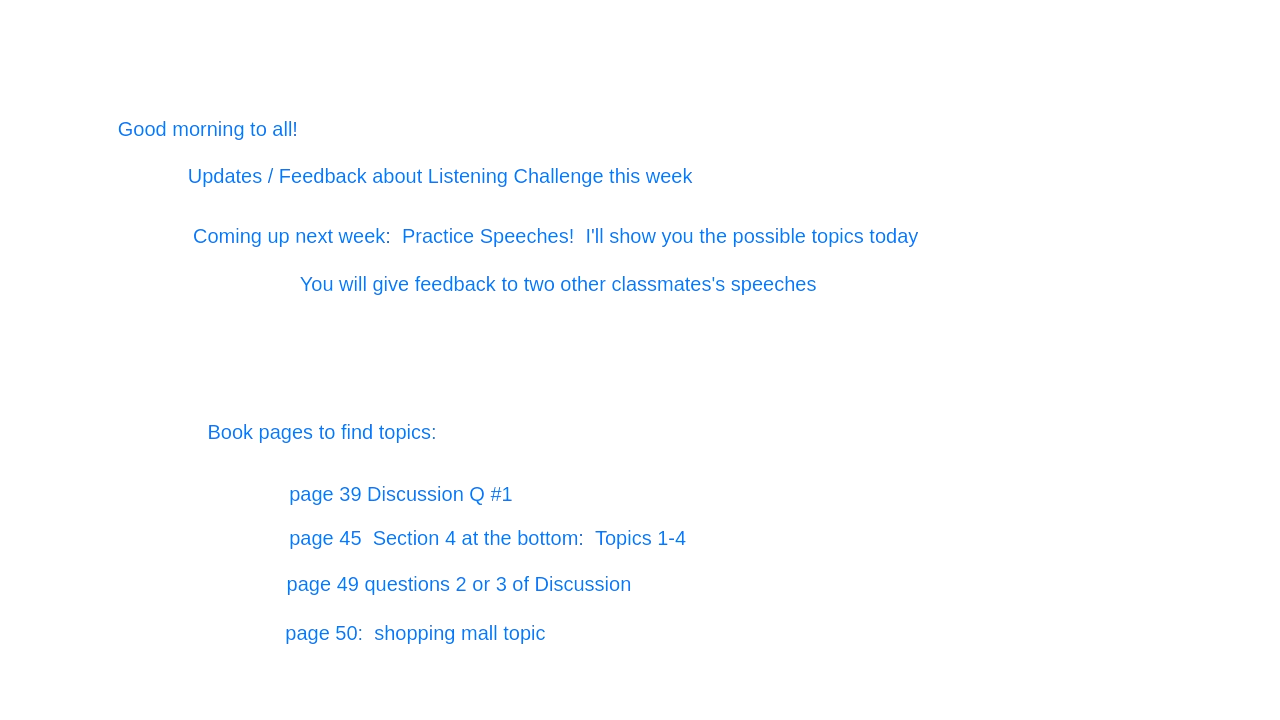 Good morning to all!
Updates / Feedback about Listening Challenge this week
Coming up next week:  Practice Speeches!  I'll show you the possible topics today
You will give feedback to two other classmates's speeches
Book pages to find topics:
page 39 Discussion Q #1
page 45  Section 4 at the bottom:  Topics 1-4
page 49 questions 2 or 3 of Discussion
page 50:  shopping mall topic